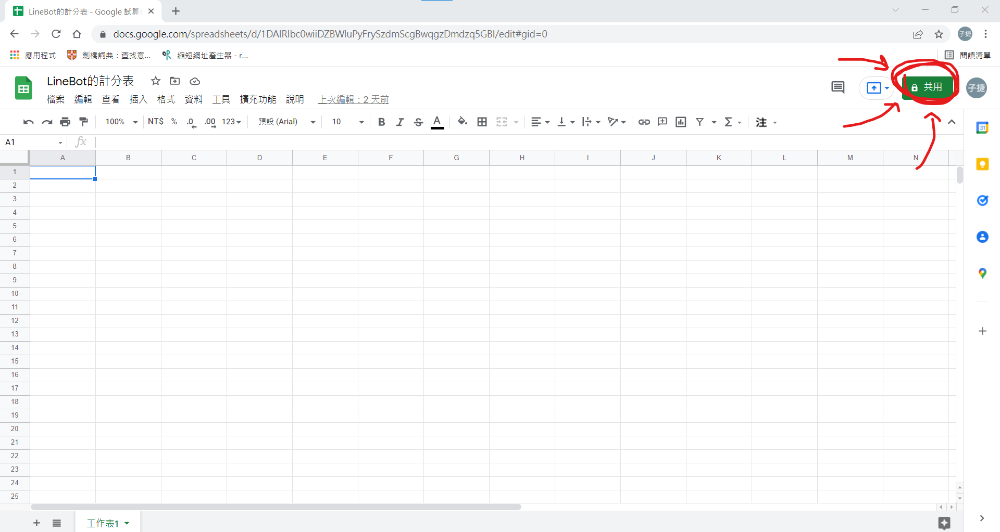 LineBot的計分表 - Google 試算
docs.google.com/spreadsheets/d/1DAIRIbc0wiiDZBWluPyFrySzdmScgBwqgzDmdzq5GBI/edit#gid=0
子捷
應用程式 劍橋詞典：查找意... 縮短網址產生器 - r... 閱讀清單
LineBot的計分表
共用 子捷
檔案 編輯 查看 插入 格式 資料 工具 擴充功能 說明 上次編輯：2 天前
100% NT$ % .0 .00 123 預設 (Arial) 10 B I S A Σ 注
31
A1 fx
A B C D E F G H I J K L M N
1
2
3
4
5
6
7
8
9
10
11
12
13
14
15
16
17
18
19
20
21
22
23
24
25
工作表1